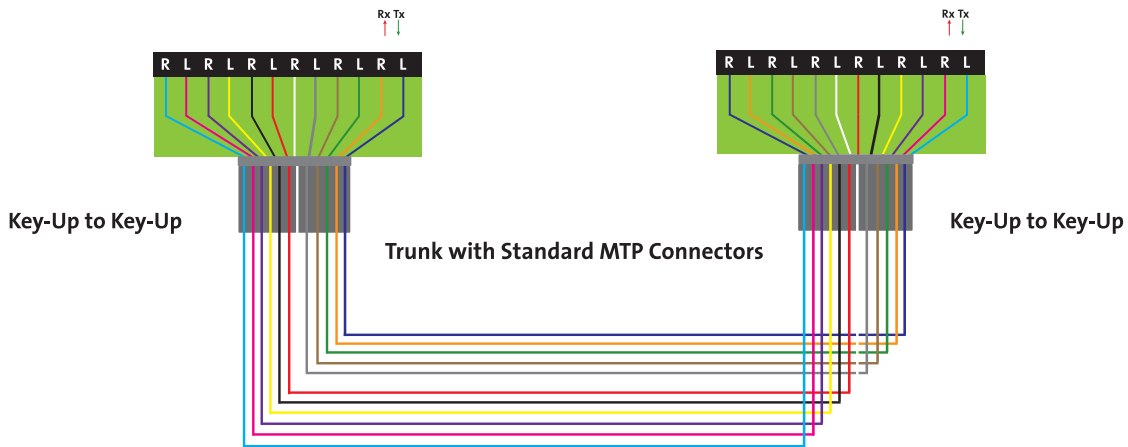 Rx Tx
Rx Tx
R L R L R L R L R L R L
R L R L R L R L R L R L
Key-Up to Key-Up
Key-Up to Key-Up
Trunk with Standard MTP Connectors